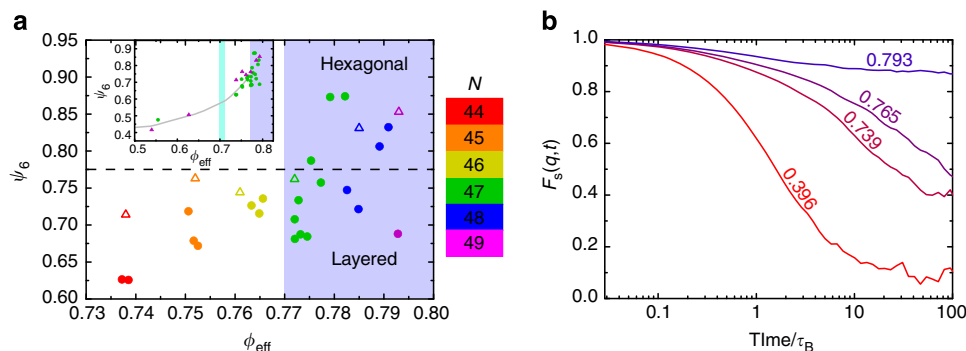 a
b
0.95
0.90
0.85
0.80
0.75
0.70
0.65
0.60
ψ6
0.73 0.74 0.75 0.76 0.77 0.78 0.79 0.80
ϕeff
Hexagonal
Layered
0.9
0.8
0.7
0.6
0.5
0.4
ψ6
0.5 0.6 0.7 0.8
ϕeff
N
44
45
46
47
48
49
1.0
0.8
0.6
0.4
0.2
0.0
Fs(q,t)
0.793
0.765
0.739
0.396
0.1 1 10 100
TIme/τB